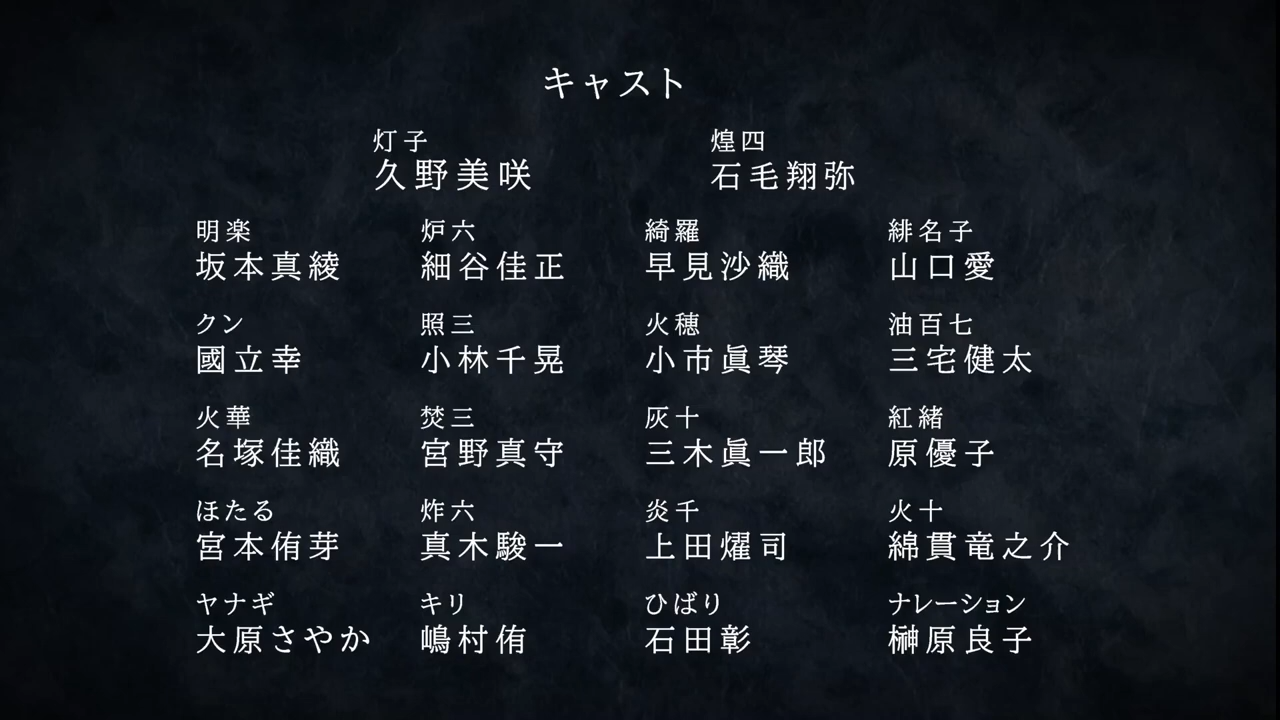 キャスト
灯子
久野美咲
煌四
石毛翔弥
明楽
坂本真綾
炉六
細谷佳正
綺羅
早見沙織
緋名子
山口愛
クン
國立幸
照三
小林千晃
火穂
小市眞琴
油百七
三宅健太
火華
名塚佳織
焚三
宮野真守
灰十
三木眞一郎
紅緒
原優子
ほたる
宮本侑芽
炸六
真木駿一
炎千
上田燿司
火十
綿貫竜之介
ヤナギ
大原さやか
キリ
嶋村侑
ひばり
石田彰
ナレーション
榊原良子